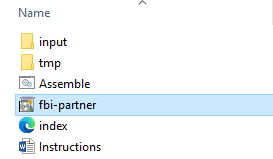 Name
input
tmp
Assemble
fbi-partner
index
Instructions